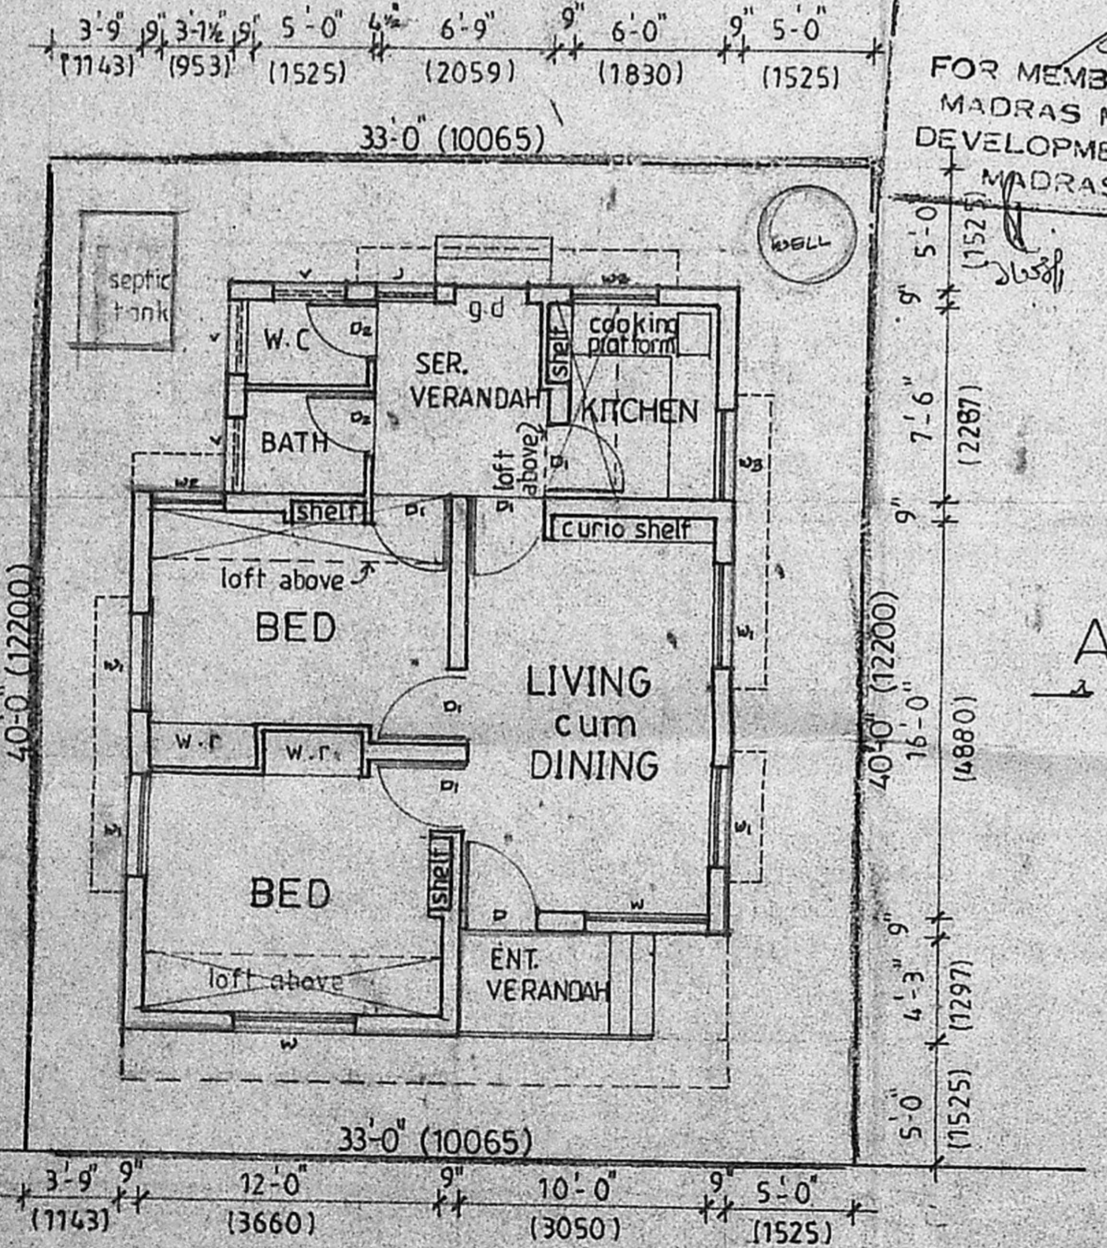 3'-9" 9" 3-1½" 9" 5'-0" 4½" 6'-9" 9" 6'-0" 9" 5'-0"
(1143) (953) (1525) (2059) (1830) (1525)
FOR MEMB
MADRAS M
DEVELOPME
MADRAS
33'-0" (10065)
WELL
septic
tank
g.d
W.C
D2
SER.
VERANDAH
shelf
cooking
platform
KITCHEN
BATH
D2
(loft
above)
D1
W3
W2
shelf
D1
D1
curio shelf
loft above
BED
W1
LIVING
cum
DINING
D1
w.r
w.r.
D1
W1
W1
W1
BED
shelf
D
W
ENT.
VERANDAH
loft above
W
40'-0" (12200)
40'-0" (12200)
5'-0" (1525)
9"
7'-6" (2287)
9"
16'-0" (4880)
9"
4'-3" (1297)
5'-0" (1525)
A
33'-0" (10065)
3'-9" 9" 12'-0" 9" 10'-0" 9" 5'-0"
(1143) (3660) (3050) (1525)